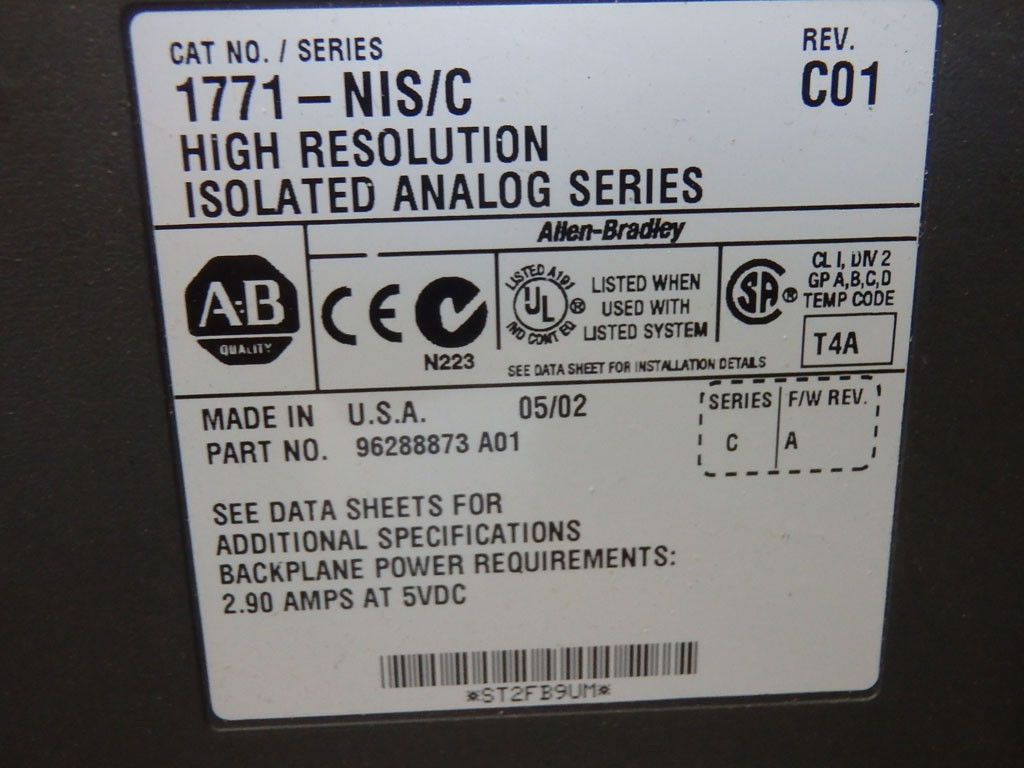 CAT NO. / SERIES
REV.
1771-NIS/C
C01
HIGH RESOLUTION
ISOLATED ANALOG SERIES
Allen-Bradley
A-B
QUALITY
CE
N223
LISTED A191
UL
IND CONT EQ
®
LISTED WHEN
USED WITH
LISTED SYSTEM
SA®
CL I, DIV 2
GP A,B,C,D
TEMP CODE
T4A
SEE DATA SHEET FOR INSTALLATION DETAILS
MADE IN U.S.A. 05/02
PART NO. 96288873 A01
SERIES F/W REV.
C A
SEE DATA SHEETS FOR
ADDITIONAL SPECIFICATIONS
BACKPLANE POWER REQUIREMENTS:
2.90 AMPS AT 5VDC
*ST2FB9UM*